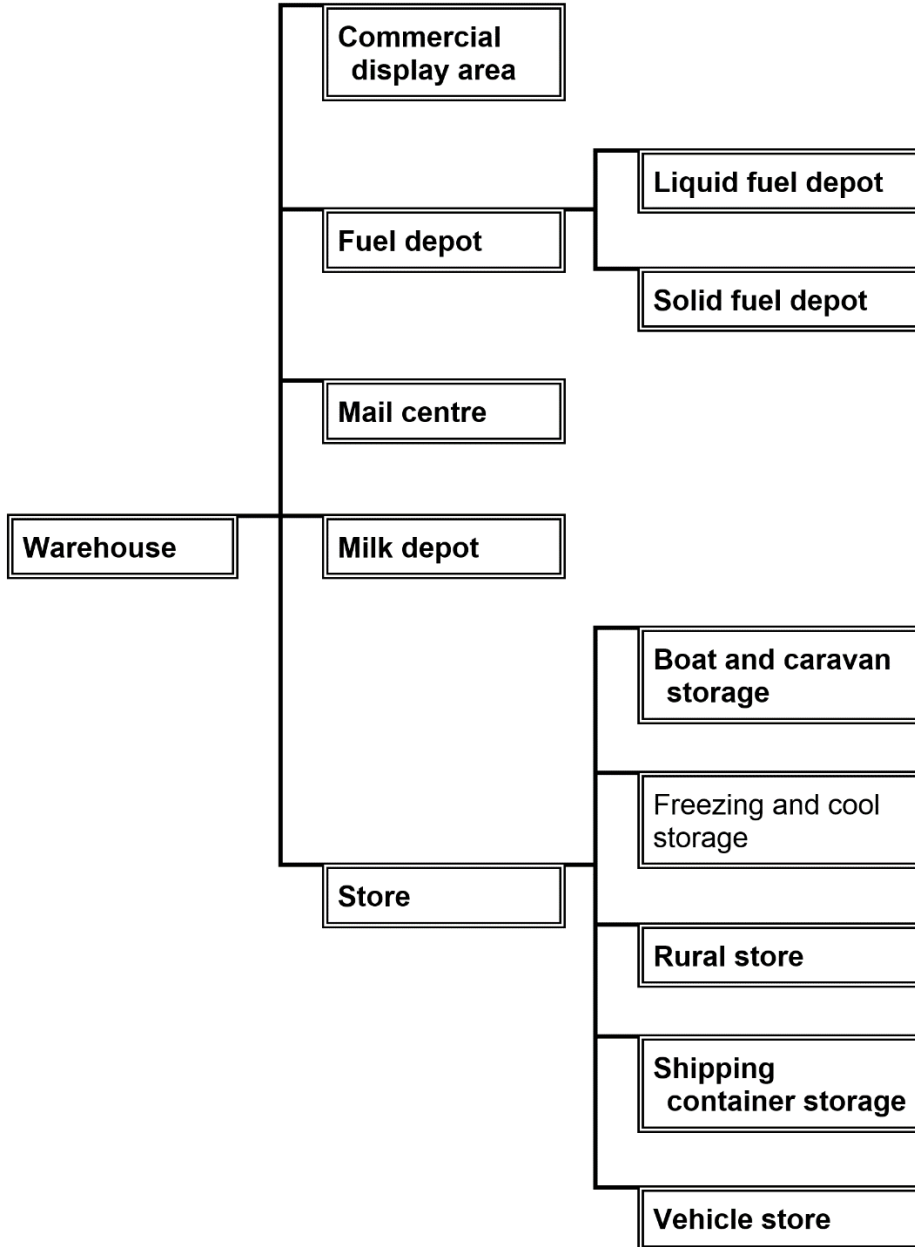 Commercial
display area
Liquid fuel depot
Fuel depot
Solid fuel depot
Mail centre
Warehouse
Milk depot
Boat and caravan
storage
Freezing and cool
storage
Store
Rural store
Shipping
container storage
Vehicle store